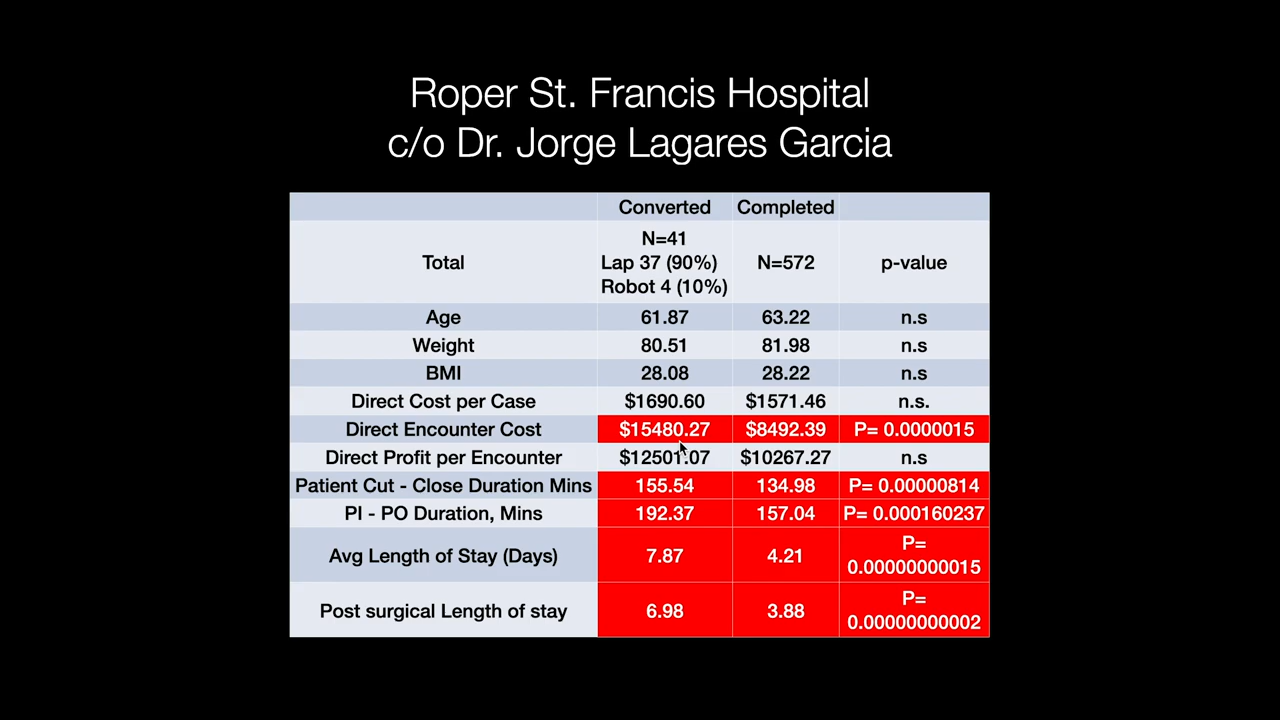 Roper St. Francis Hospital
c/o Dr. Jorge Lagares Garcia
Converted Completed
Total N=41 Lap 37 (90%) Robot 4 (10%) N=572 p-value
Age 61.87 63.22 n.s
Weight 80.51 81.98 n.s
BMI 28.08 28.22 n.s
Direct Cost per Case $1690.60 $1571.46 n.s.
Direct Encounter Cost $15480.27 $8492.39 P= 0.0000015
Direct Profit per Encounter $12501.07 $10267.27 n.s
Patient Cut - Close Duration Mins 155.54 134.98 P= 0.00000814
PI - PO Duration, Mins 192.37 157.04 P= 0.000160237
Avg Length of Stay (Days) 7.87 4.21 P= 0.00000000015
Post surgical Length of stay 6.98 3.88 P= 0.00000000002